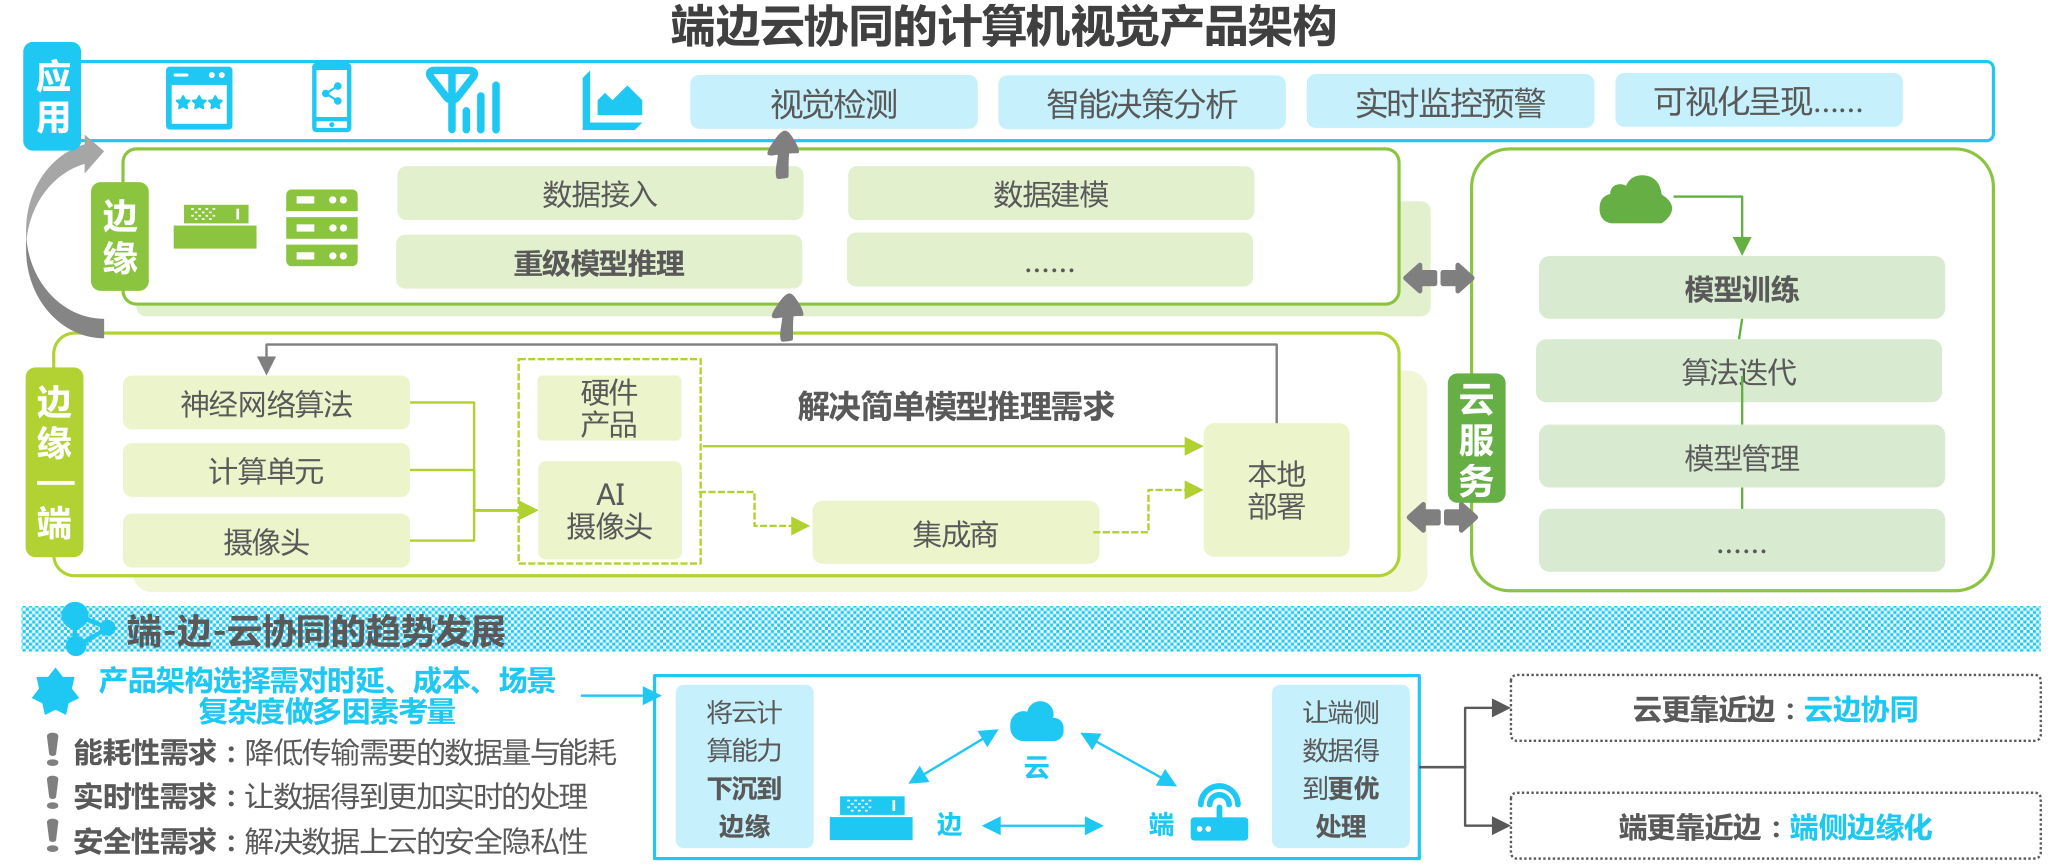 端边云协同的计算机视觉产品架构
应用
视觉检测
智能决策分析
实时监控预警
可视化呈现……
边缘
数据接入
数据建模
重级模型推理
……
边缘—端
神经网络算法
计算单元
摄像头
硬件
产品
AI
摄像头
解决简单模型推理需求
集成商
本地
部署
云服务
模型训练
算法迭代
模型管理
……
端-边-云协同的趋势发展
产品架构选择需对时延、成本、场景
复杂度做多因素考量
能耗性需求：降低传输需要的数据量与能耗
实时性需求：让数据得到更加实时的处理
安全性需求：解决数据上云的安全隐私性
将云计
算能力
下沉到
边缘
云
边
端
让端侧
数据得
到更优
处理
云更靠近边：云边协同
端更靠近边：端侧边缘化